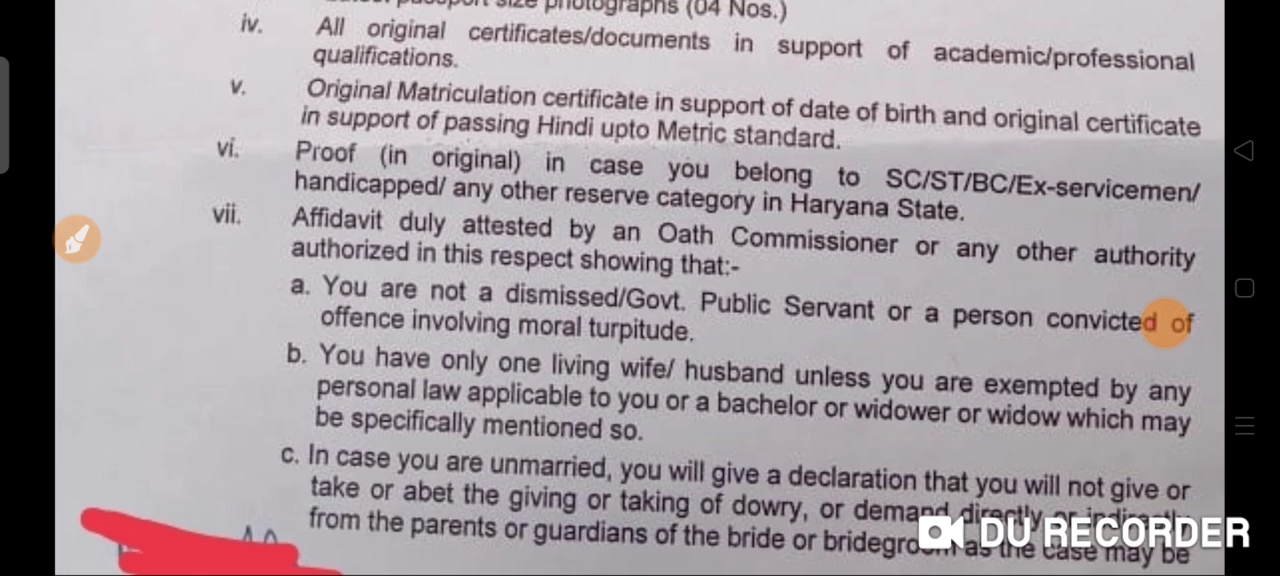 passport size photographs (04 Nos.)
iv. All original certificates/documents in support of academic/professional
qualifications.
v. Original Matriculation certificate in support of date of birth and original certificate
in support of passing Hindi upto Metric standard.
vi. Proof (in original) in case you belong to SC/ST/BC/Ex-servicemen/
handicapped/ any other reserve category in Haryana State.
vii. Affidavit duly attested by an Oath Commissioner or any other authority
authorized in this respect showing that:-
a. You are not a dismissed/Govt. Public Servant or a person convicted of
offence involving moral turpitude.
b. You have only one living wife/ husband unless you are exempted by any
personal law applicable to you or a bachelor or widower or widow which may
be specifically mentioned so.
c. In case you are unmarried, you will give a declaration that you will not give or
take or abet the giving or taking of dowry, or demand directly or indirectly
from the parents or guardians of the bride or bridegroom as the case may be
DU RECORDER